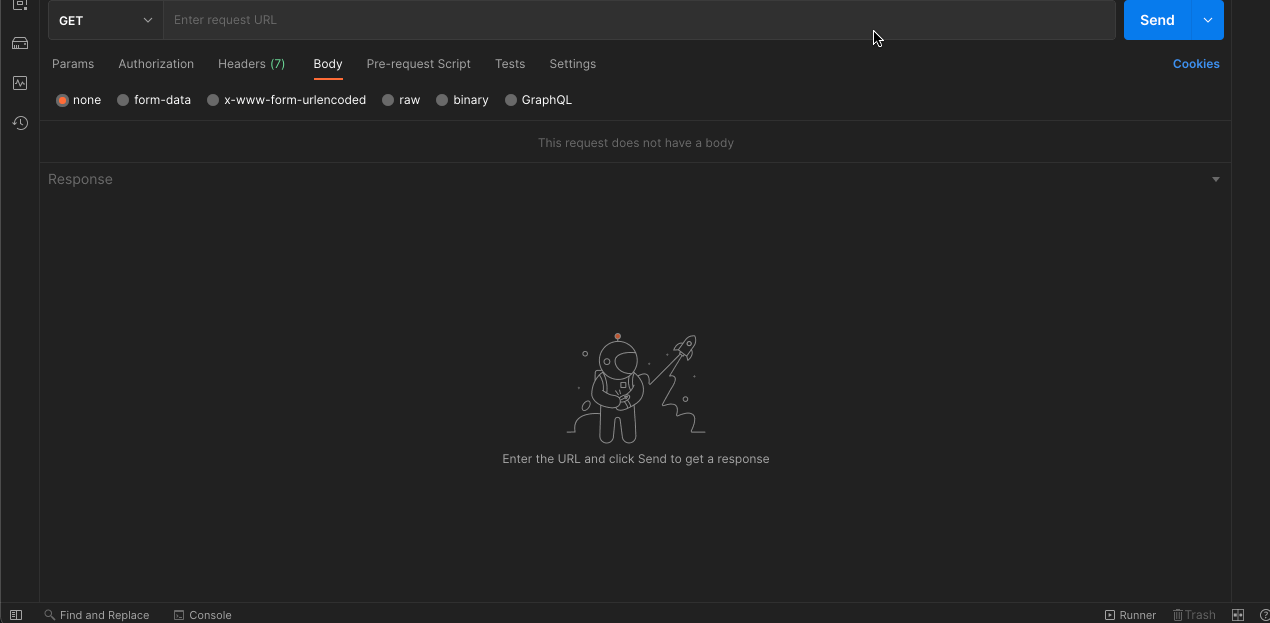 GET Enter request URL Send
Params Authorization Headers (7) Body Pre-request Script Tests Settings Cookies
none form-data x-www-form-urlencoded raw binary GraphQL
This request does not have a body
Response
Enter the URL and click Send to get a response
Find and Replace Console Runner Trash